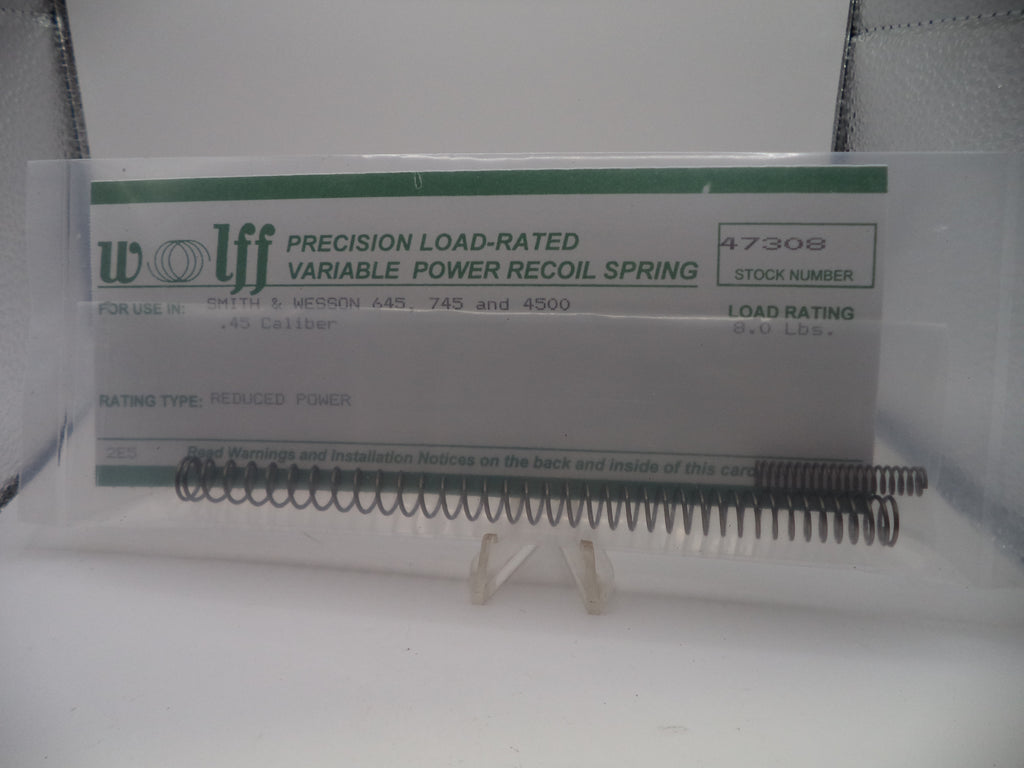 wolff PRECISION LOAD-RATED
VARIABLE POWER RECOIL SPRING
47308
STOCK NUMBER
FOR USE IN: SMITH & WESSON 645, 745 and 4500
.45 Caliber
LOAD RATING
8.0 Lbs.
RATING TYPE: REDUCED POWER
2E5
Read Warnings and Installation Notices on the back and inside of this card